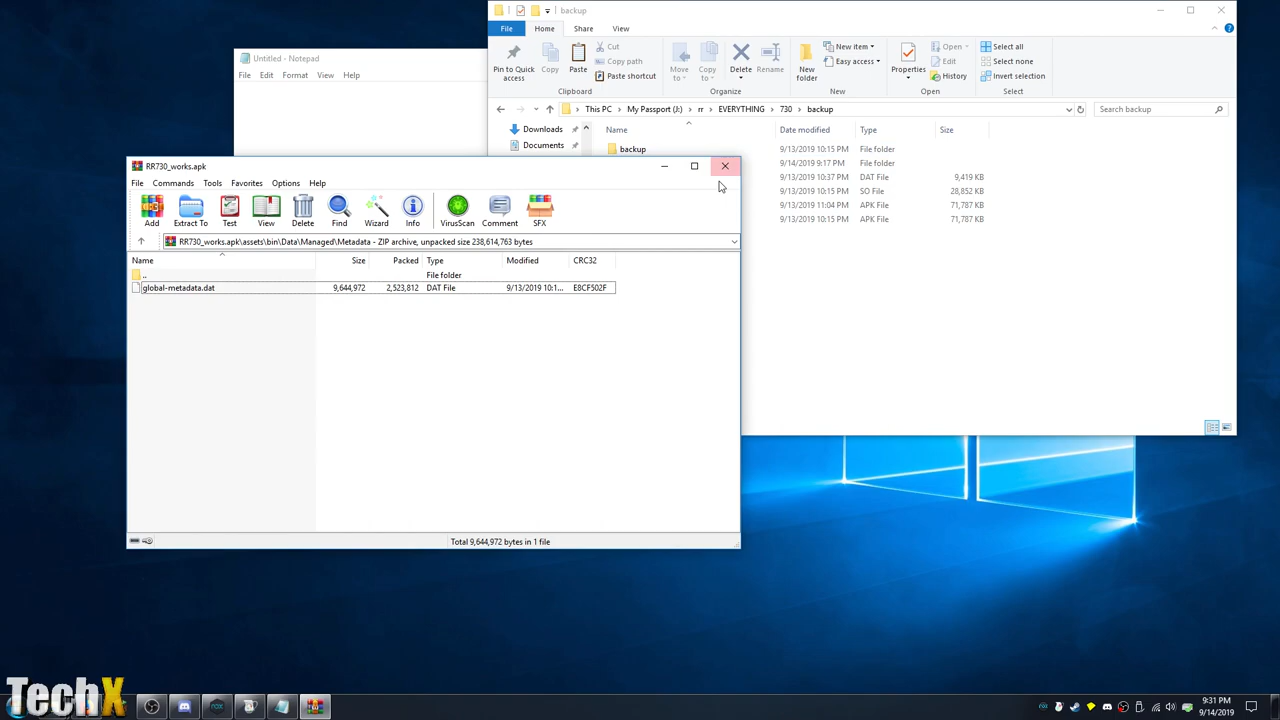 backup
File Home Share View
Pin to Quick access
Copy
Paste
Cut
Copy path
Paste shortcut
Move to
Copy to
Delete
Rename
New folder
New item
Easy access
Properties
Open
Edit
History
Select all
Select none
Invert selection
Clipboard Organize New Open Select
This PC My Passport (J:) rr EVERYTHING 730 backup
Search backup
Downloads
Documents
Name Date modified Type Size
backup 9/13/2019 10:15 PM File folder
9/14/2019 9:17 PM File folder
9/13/2019 10:37 PM DAT File 9,419 KB
9/13/2019 10:15 PM SO File 28,852 KB
9/13/2019 11:04 PM APK File 71,787 KB
9/13/2019 10:15 PM APK File 71,787 KB
Untitled - Notepad
File Edit Format View Help
RR730_works.apk
File Commands Tools Favorites Options Help
Add Extract To Test View Delete Find Wizard Info VirusScan Comment SFX
RR730_works.apk\assets\bin\Data\Managed\Metadata - ZIP archive, unpacked size 238,614,763 bytes
Name Size Packed Type Modified CRC32
.. File folder
global-metadata.dat 9,644,972 2,523,812 DAT File 9/13/2019 10:1... E8CF502F
Total 9,644,972 bytes in 1 file
TechX
nox
9:31 PM
9/14/2019